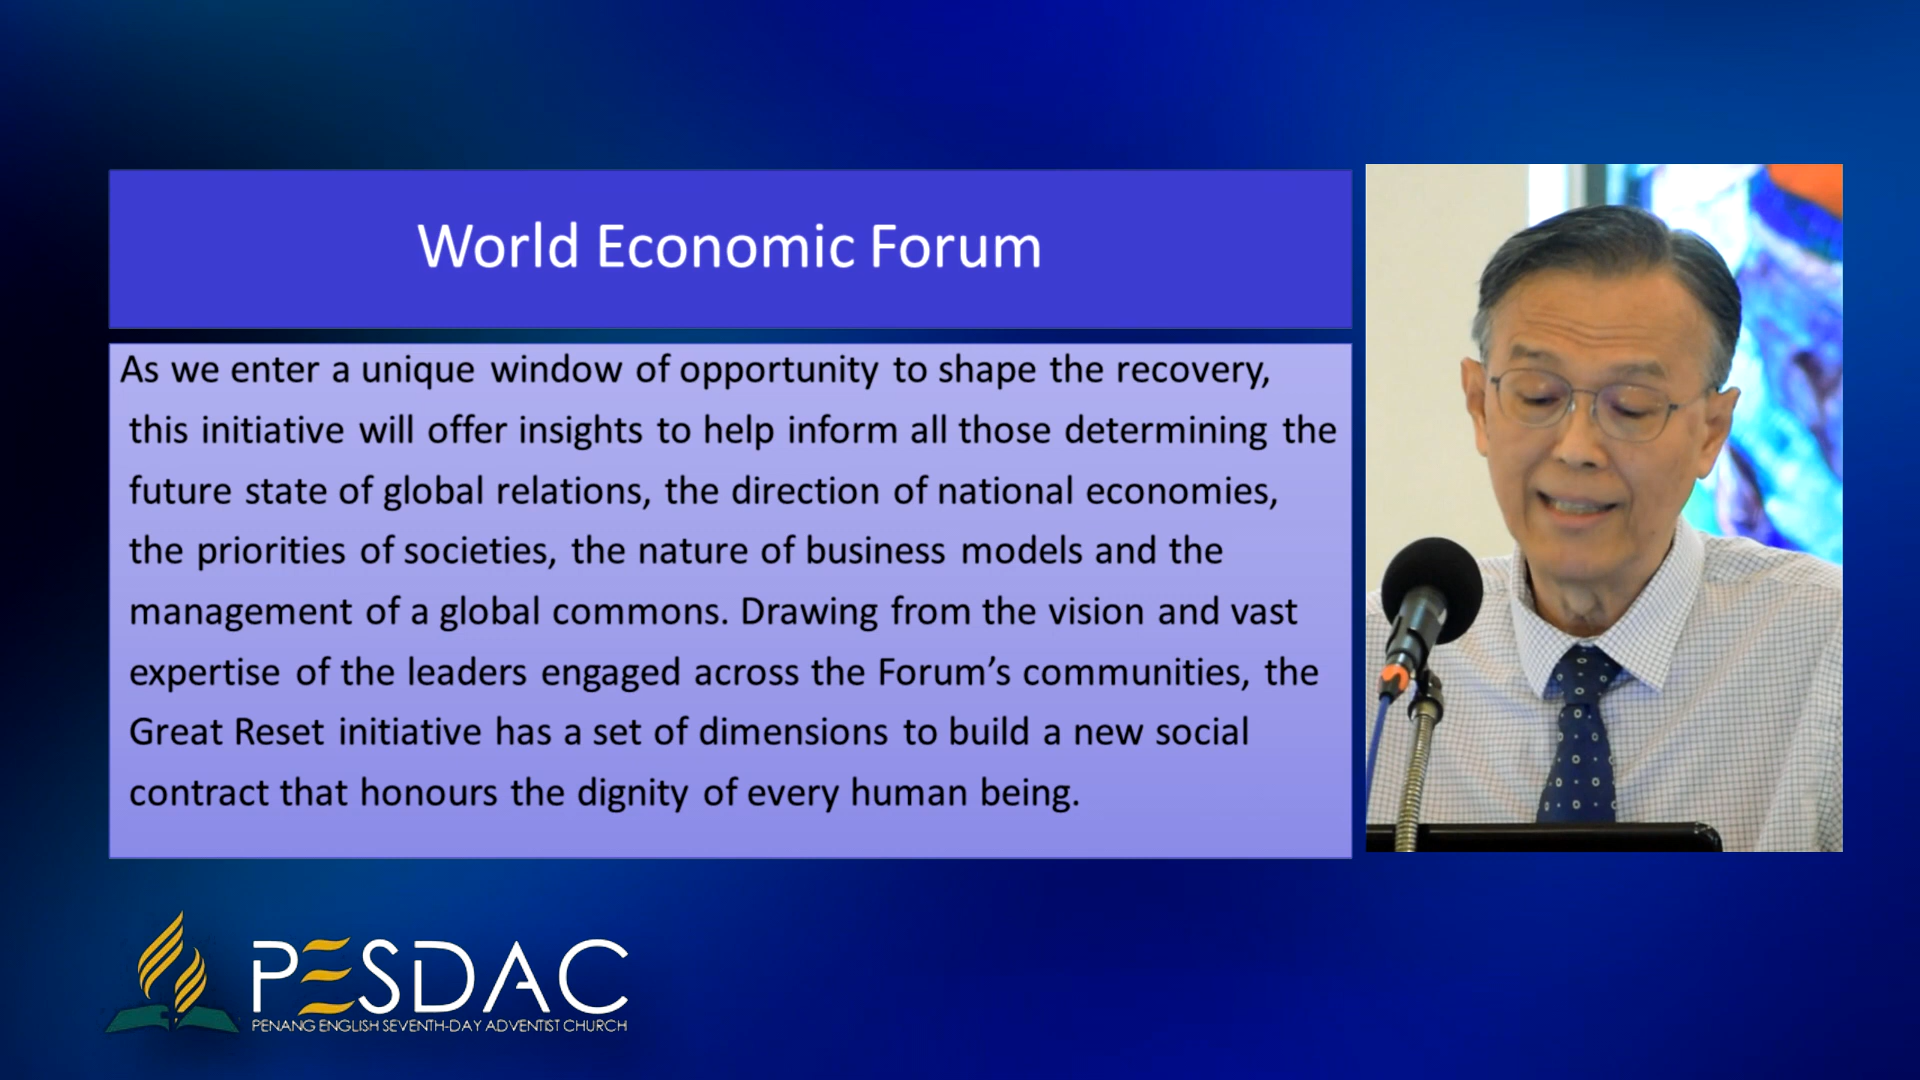 World Economic Forum
As we enter a unique window of opportunity to shape the recovery,
this initiative will offer insights to help inform all those determining the
future state of global relations, the direction of national economies,
the priorities of societies, the nature of business models and the
management of a global commons. Drawing from the vision and vast
expertise of the leaders engaged across the Forum’s communities, the
Great Reset initiative has a set of dimensions to build a new social
contract that honours the dignity of every human being.
PESDAC
PENANG ENGLISH SEVENTH-DAY ADVENTIST CHURCH